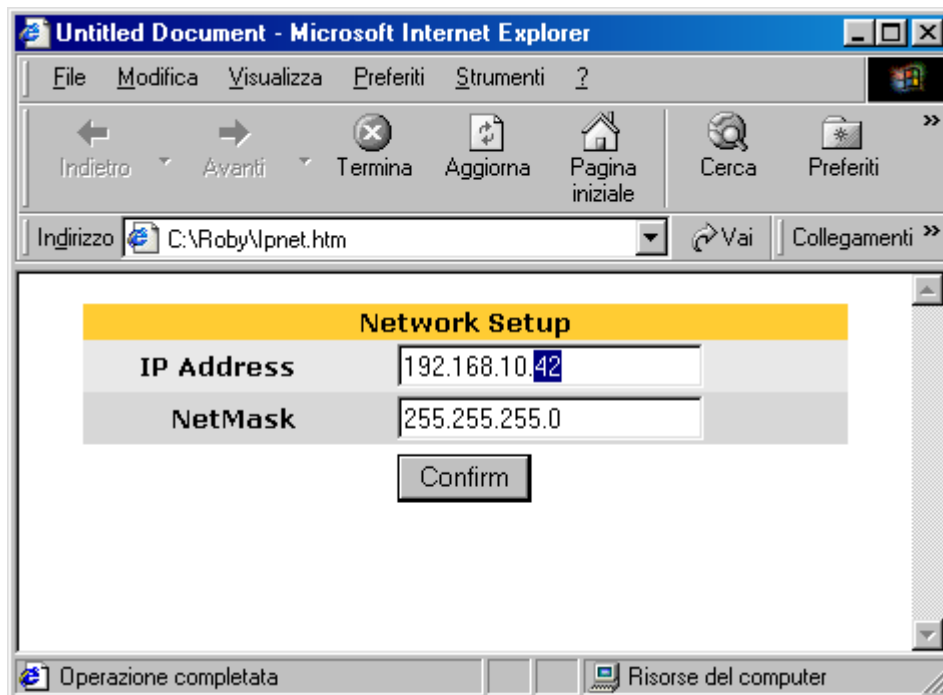 Untitled Document - Microsoft Internet Explorer
File Modifica Visualizza Preferiti Strumenti ?
Indietro Avanti Termina Aggiorna Pagina iniziale Cerca Preferiti »
Indirizzo C:\Roby\Ipnet.htm Vai Collegamenti »
Network Setup
IP Address 192.168.10.42
NetMask 255.255.255.0
Confirm
Operazione completata Risorse del computer